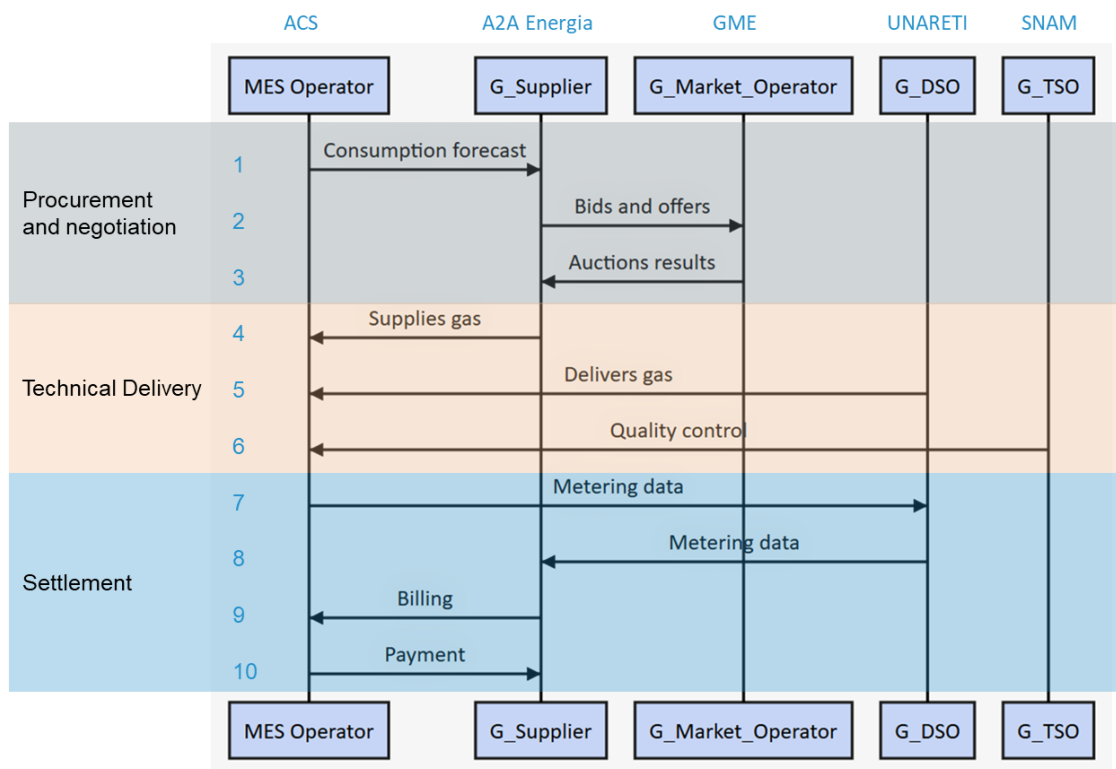 ACS A2A Energia GME UNARETI SNAM
MES Operator G_Supplier G_Market_Operator G_DSO G_TSO
Procurement
and negotiation
1 Consumption forecast
2 Bids and offers
3 Auctions results
Technical Delivery
4 Supplies gas
5 Delivers gas
6 Quality control
Settlement
7 Metering data
8 Metering data
9 Billing
10 Payment
MES Operator G_Supplier G_Market_Operator G_DSO G_TSO